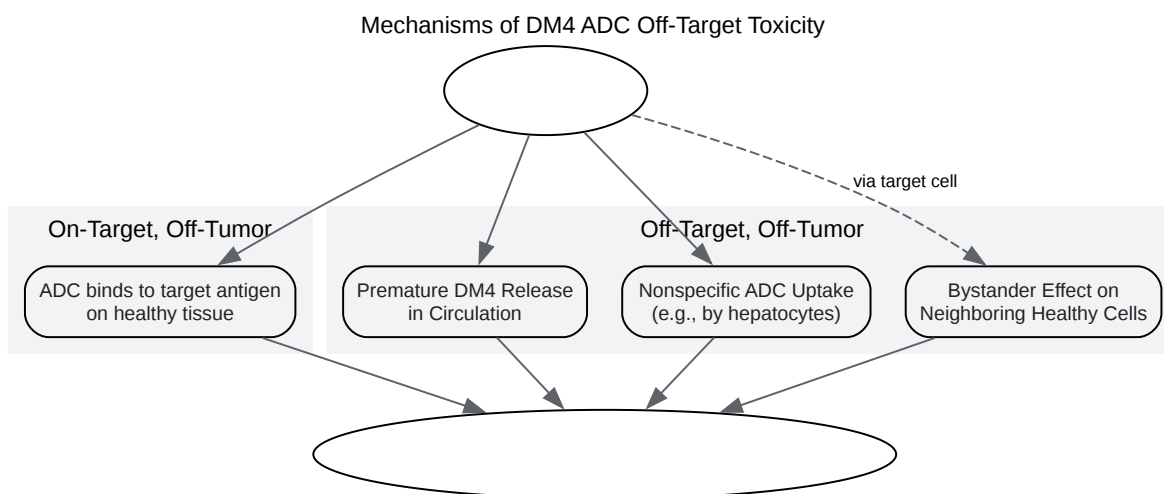 Mechanisms of DM4 ADC Off-Target Toxicity
via target cell
On-Target, Off-Tumor
Off-Target, Off-Tumor
ADC binds to target antigen
on healthy tissue
Premature DM4 Release
in Circulation
Nonspecific ADC Uptake
(e.g., by hepatocytes)
Bystander Effect on
Neighboring Healthy Cells